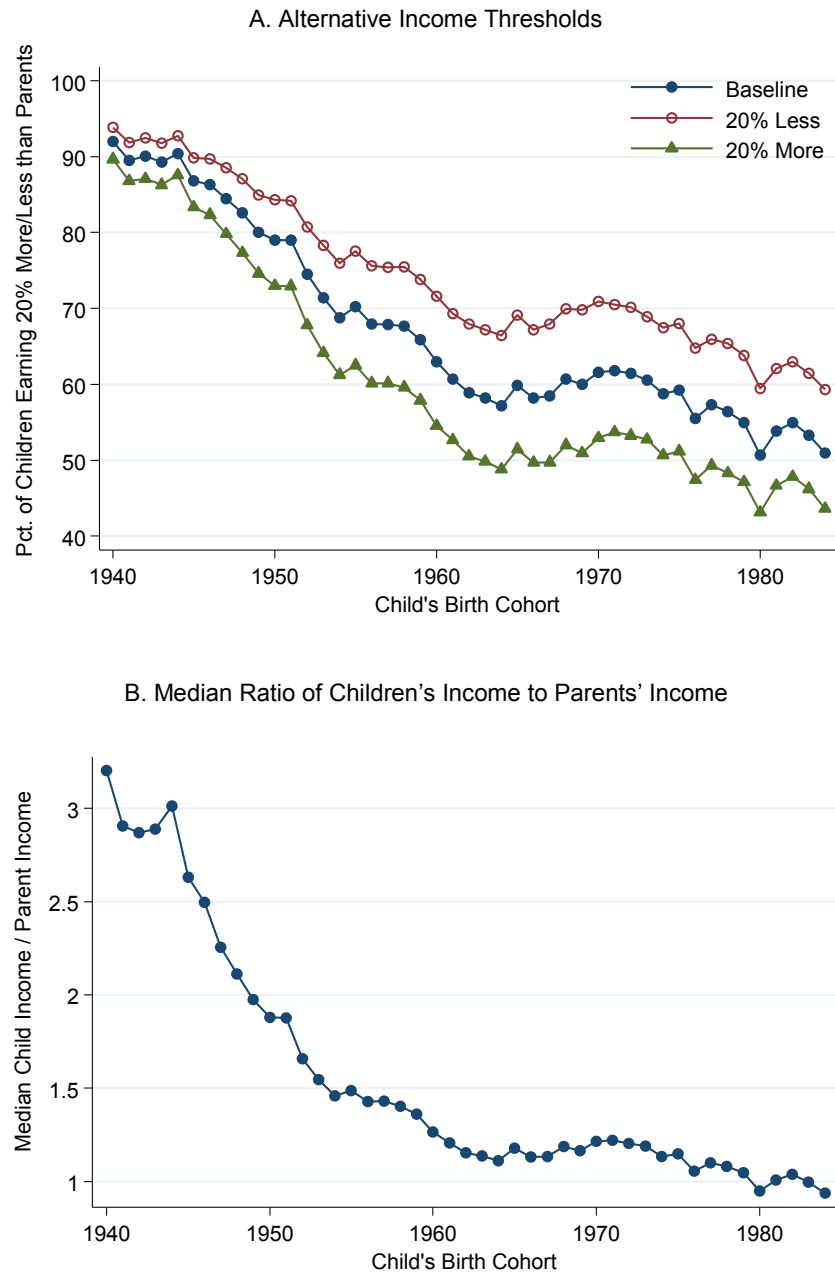 A. Alternative Income Thresholds
Pct. of Children Earning 20% More/Less than Parents
100
90
80
70
60
50
40
Baseline
20% Less
20% More
1940
1950
1960
1970
1980
Child's Birth Cohort
B. Median Ratio of Children’s Income to Parents’ Income
Median Child Income / Parent Income
3
2.5
2
1.5
1
1940
1950
1960
1970
1980
Child's Birth Cohort